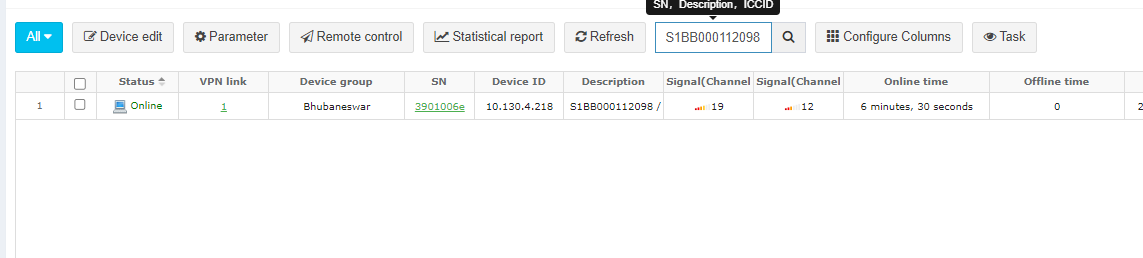 SN, Description, ICCID
All Device edit Parameter Remote control Statistical report Refresh S1BB000112098 Configure Columns Task
Status VPN link Device group SN Device ID Description Signal(Channel Signal(Channel Online time Offline time
1 Online 1 Bhubaneswar 3901006e 10.130.4.218 S1BB000112098 / 19 12 6 minutes, 30 seconds 0 2